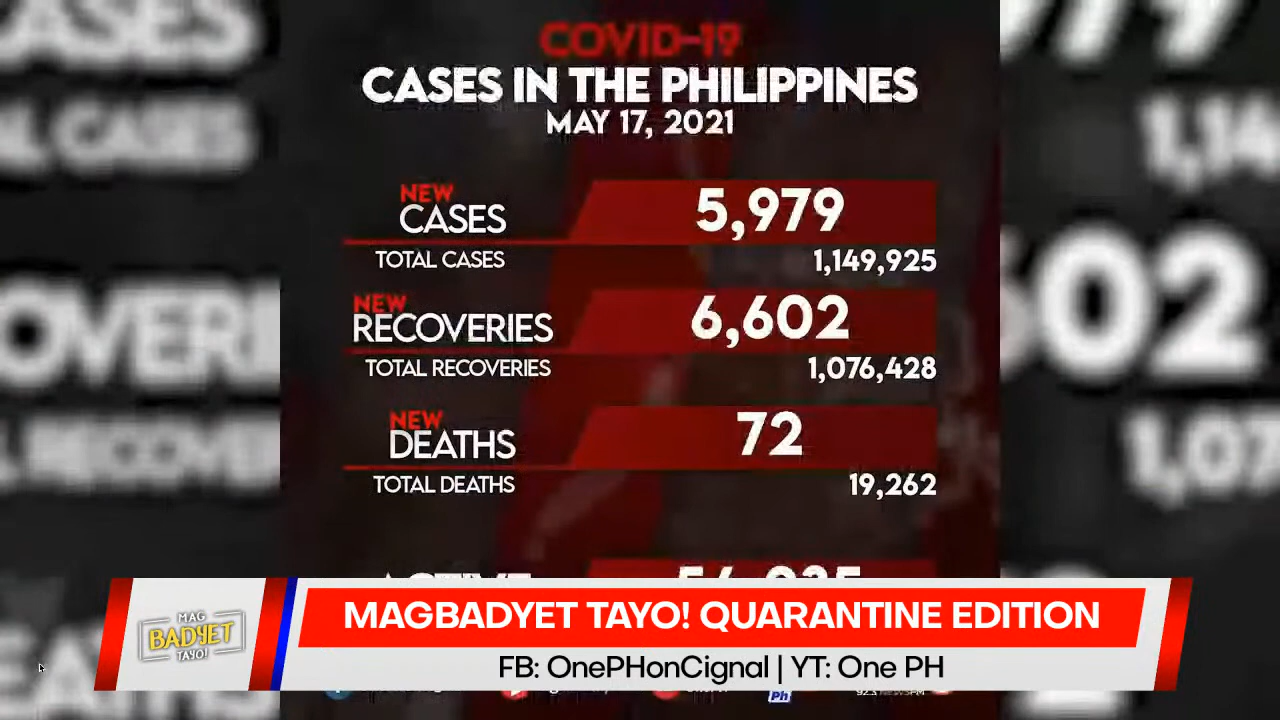 COVID-19
CASES IN THE PHILIPPINES
MAY 17, 2021
NEW
CASES
5,979
TOTAL CASES
1,149,925
NEW
RECOVERIES
6,602
TOTAL RECOVERIES
1,076,428
NEW
DEATHS
72
TOTAL DEATHS
19,262
ACTIVE
MAG
BADYET
TAYO!
MAGBADYET TAYO! QUARANTINE EDITION
FB: OnePHonCignal | YT: One PH
Ph